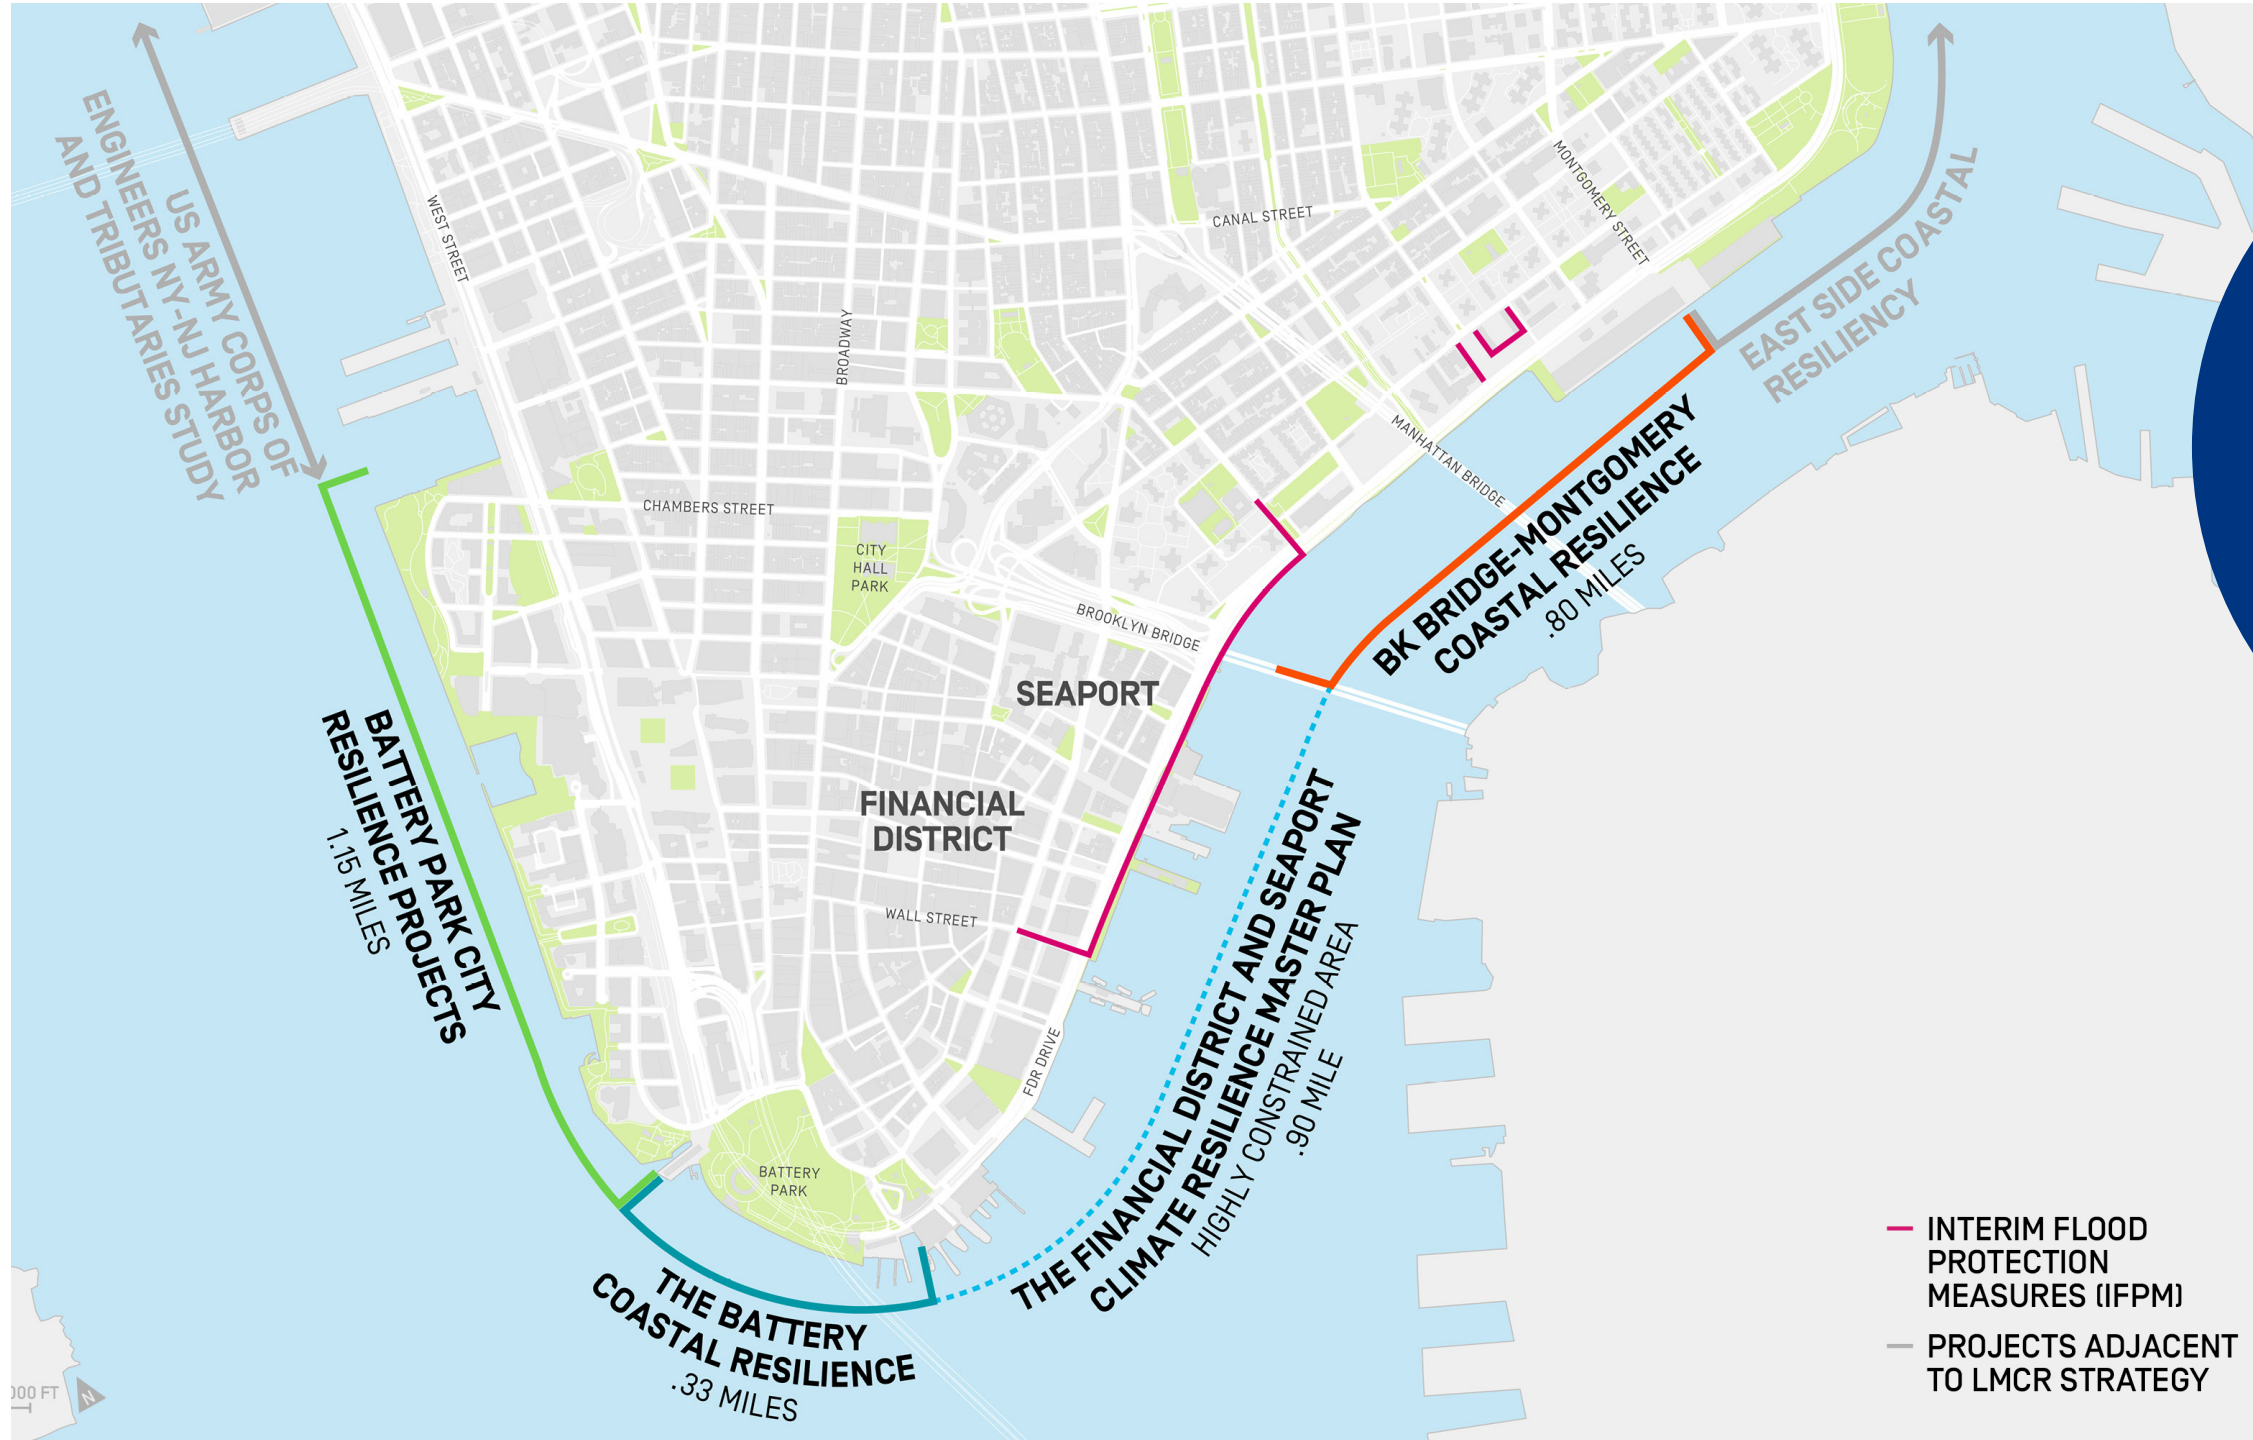 US ARMY CORPS OF
ENGINEERS NY-NJ HARBOR
AND TRIBUTARIES STUDY
WEST STREET
BROADWAY
CANAL STREET
MONTGOMERY STREET
EAST SIDE COASTAL
RESILIENCY
MANHATTAN BRIDGE
BK BRIDGE-MONTGOMERY
COASTAL RESILIENCE
.80 MILES
CHAMBERS STREET
CITY
HALL
PARK
BROOKLYN BRIDGE
SEAPORT
FINANCIAL
DISTRICT
WALL STREET
FDR DRIVE
BATTERY PARK CITY
RESILIENCE PROJECTS
1.15 MILES
THE FINANCIAL DISTRICT AND SEAPORT
CLIMATE RESILIENCE MASTER PLAN
HIGHLY CONSTRAINED AREA
.90 MILE
BATTERY
PARK
THE BATTERY
COASTAL RESILIENCE
.33 MILES
INTERIM FLOOD
PROTECTION
MEASURES (IFPM)
PROJECTS ADJACENT
TO LMCR STRATEGY
000 FT
N